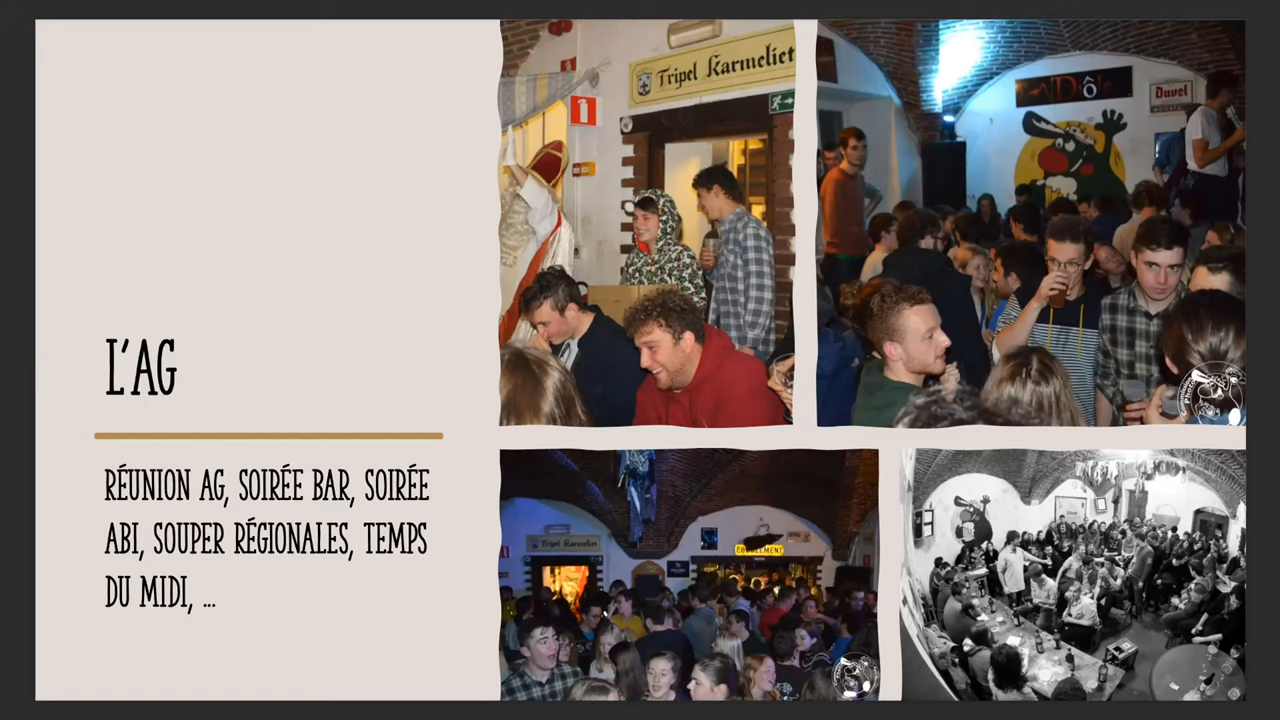 L'AG
RÉUNION AG, SOIRÉE BAR, SOIRÉE
ABI, SOUPER RÉGIONALES, TEMPS
DU MIDI, ...
Tripel Karmeliet
Duvel
Tripel Karmeliet